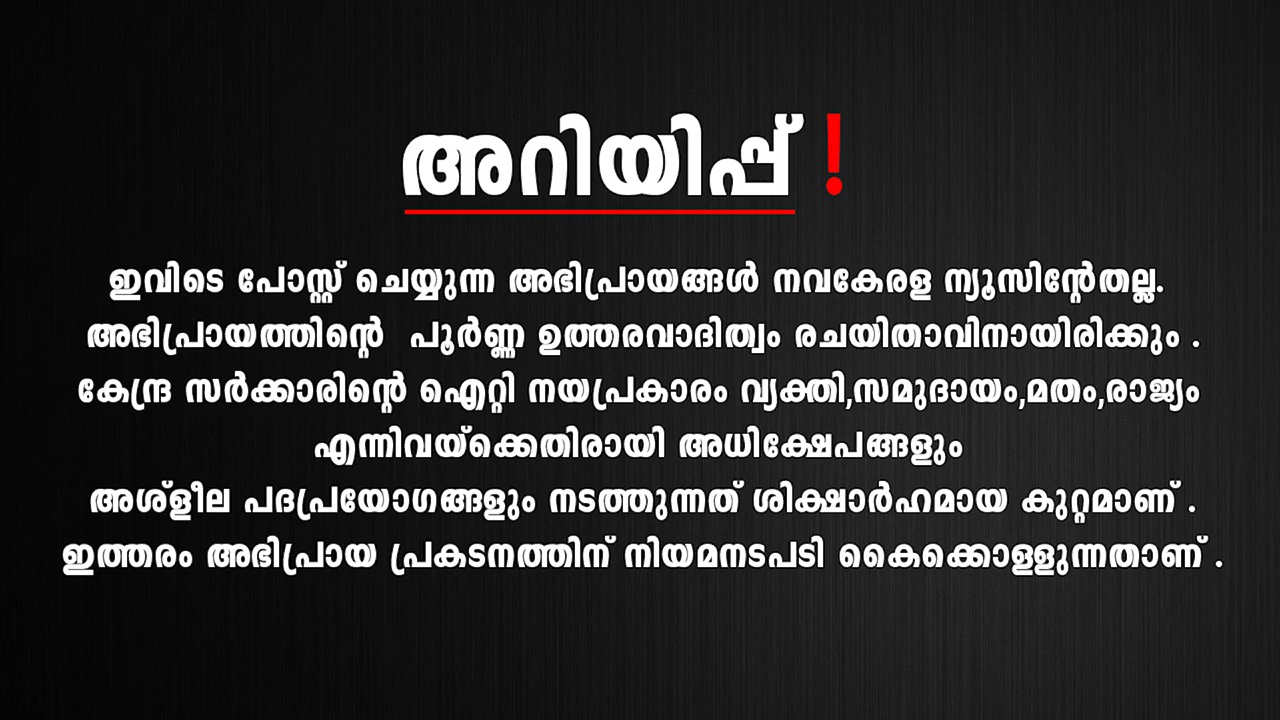 അറിയിപ്പ് !
ഇവിടെ പോസ്റ്റ് ചെയ്യുന്ന അഭിപ്രായങ്ങൾ നവകേരള ന്യൂസിന്റേതല്ല.
അഭിപ്രായത്തിന്റെ പൂർണ്ണ ഉത്തരവാദിത്വം രചയിതാവിനായിരിക്കും .
കേന്ദ്ര സർക്കാരിന്റെ ഐറ്റി നയപ്രകാരം വ്യക്തി,സമുദായം,മതം,രാജ്യം
എന്നിവയ്ക്കെതിരായി അധിക്ഷേപങ്ങളും
അശ്ളീല പദപ്രയോഗങ്ങളും നടത്തുന്നത് ശിക്ഷാർഹമായ കുറ്റമാണ് .
ഇത്തരം അഭിപ്രായ പ്രകടനത്തിന് നിയമനടപടി കൈക്കൊള്ളുന്നതാണ് .